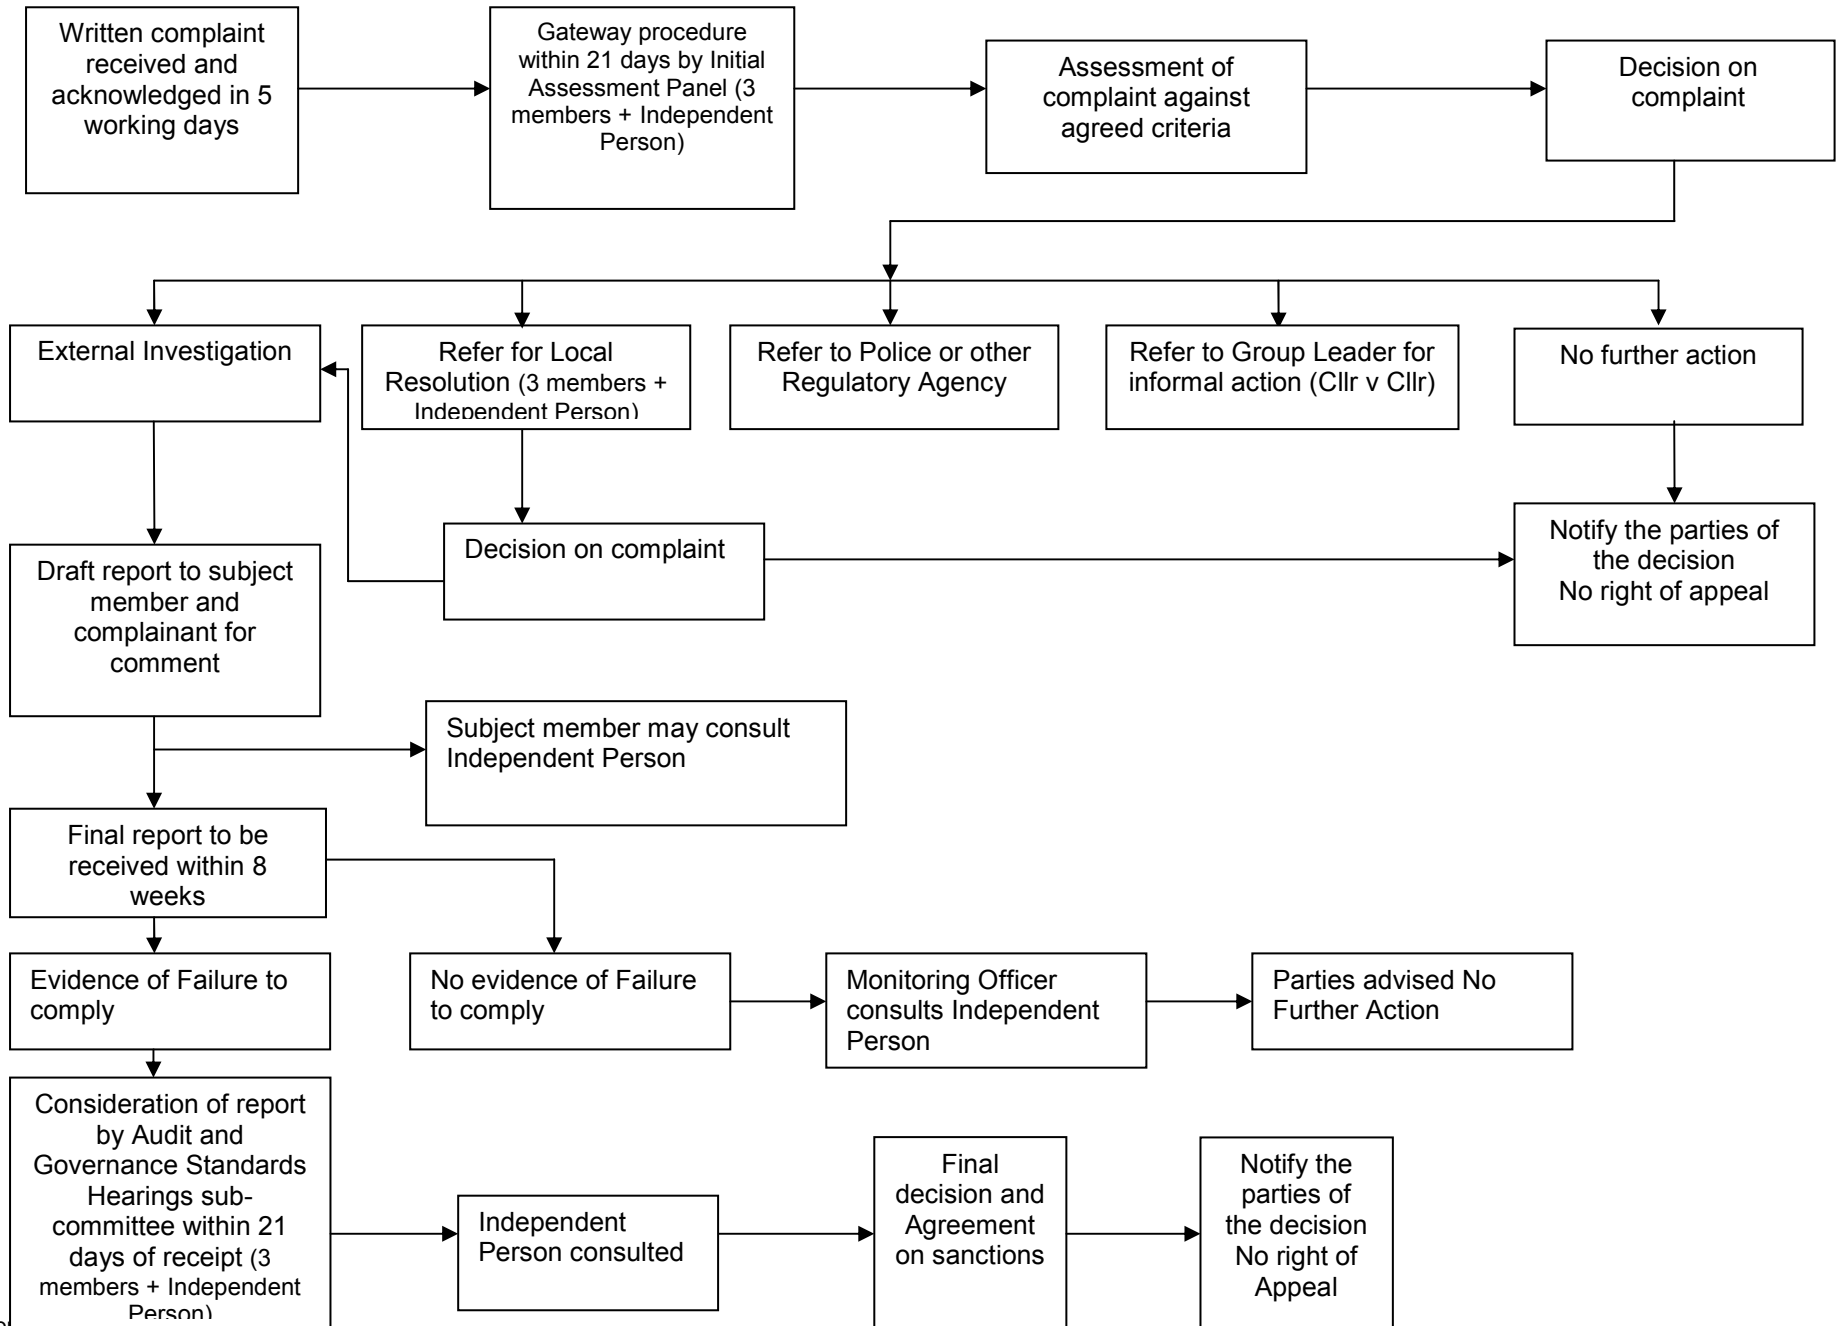 Written complaint
received and
acknowledged in 5
working days
Gateway procedure
within 21 days by Initial
Assessment Panel (3
members + Independent
Person)
Assessment of
complaint against
agreed criteria
Decision on
complaint
External Investigation
Refer for Local
Resolution (3 members +
Independent Person)
Refer to Police or other
Regulatory Agency
Refer to Group Leader for
informal action (Cllr v Cllr)
No further action
Decision on complaint
Notify the parties of
the decision
No right of appeal
Draft report to subject
member and
complainant for
comment
Subject member may consult
Independent Person
Final report to be
received within 8
weeks
Evidence of Failure to
comply
No evidence of Failure
to comply
Monitoring Officer
consults Independent
Person
Parties advised No
Further Action
Consideration of report
by Audit and
Governance Standards
Hearings sub-
committee within 21
days of receipt (3
members + Independent
Person)
Independent
Person consulted
Final
decision and
Agreement
on sanctions
Notify the
parties of
the decision
No right of
Appeal